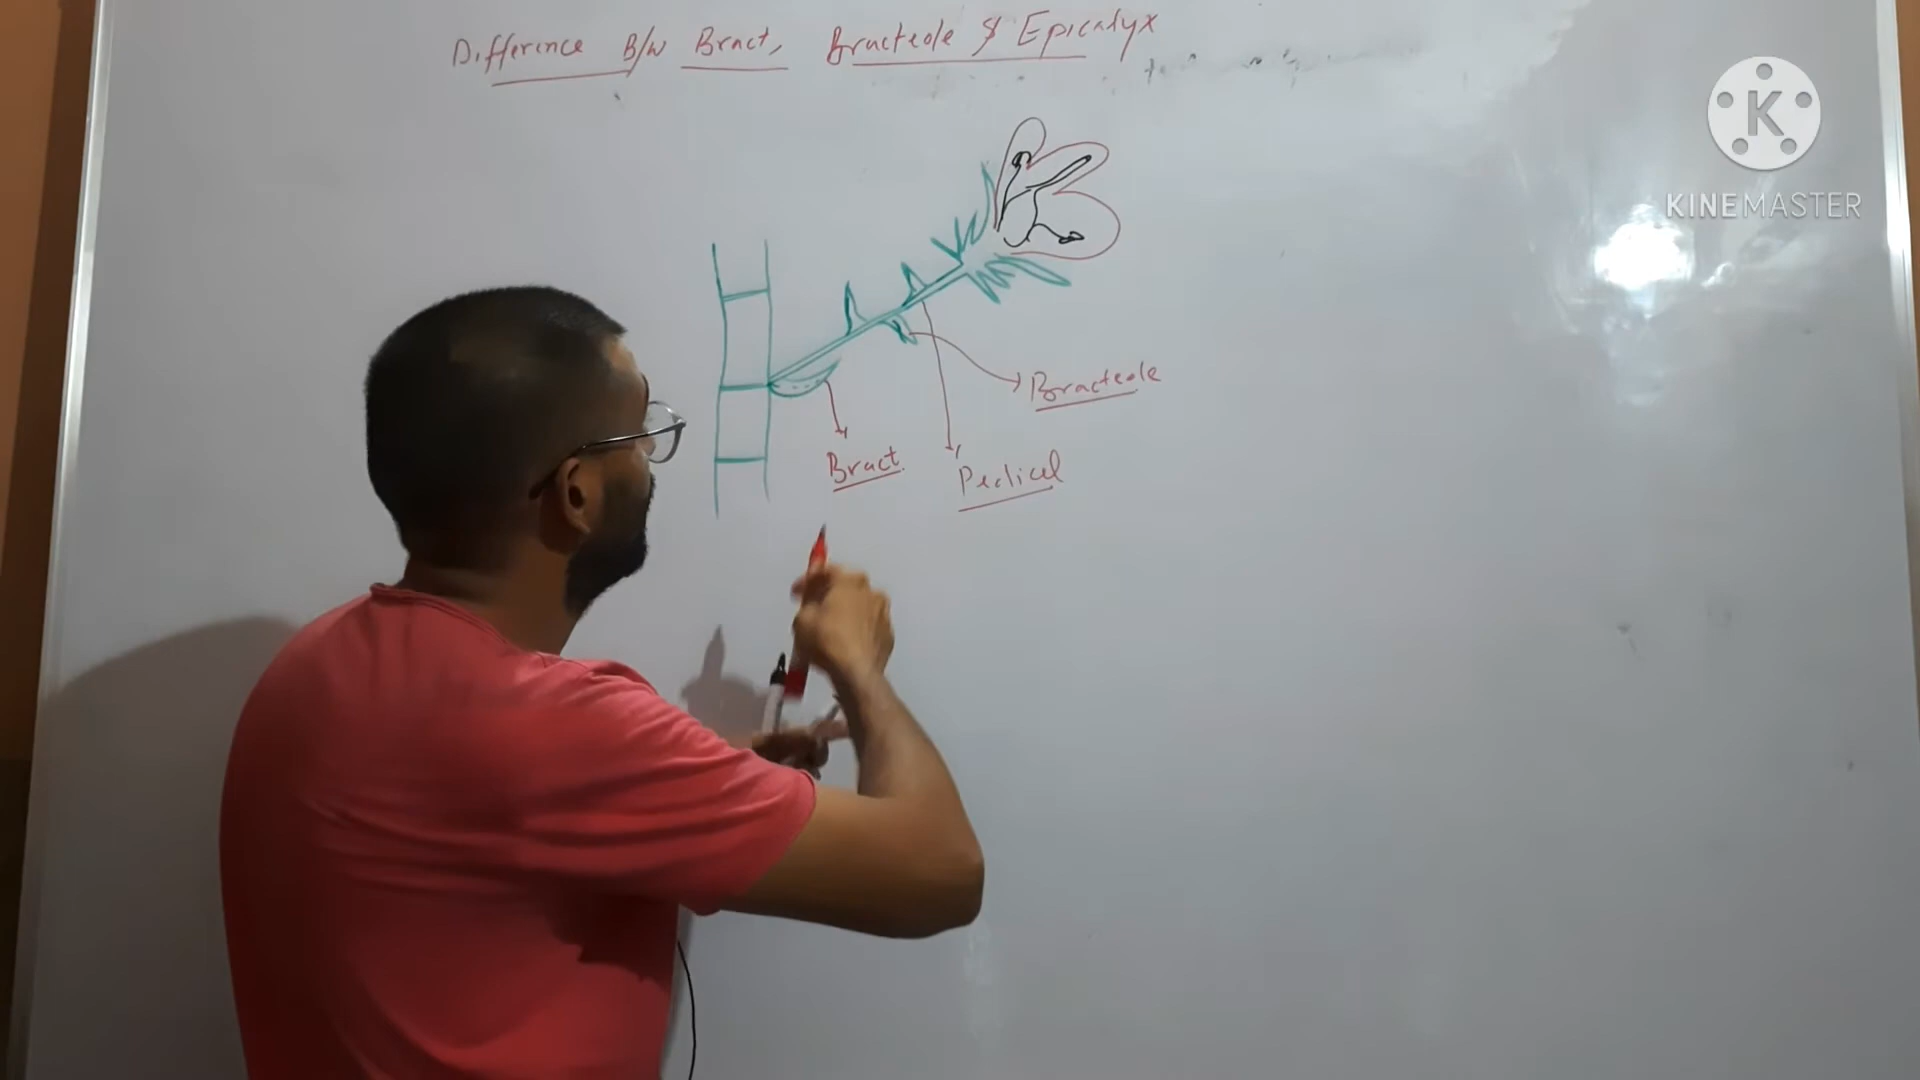 Difference B/W Bract, Bracteole & Epicalyx
K
KINEMASTER
Bracteole
Bract
Pedicel